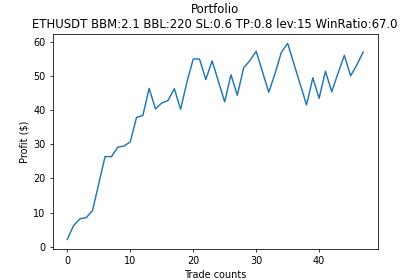 Portfolio
ETHUSDT BBM:2.1 BBL:220 SL:0.6 TP:0.8 lev:15 WinRatio:67.0
60
50
40
30
20
10
0
Profit ($)
0 10 20 30 40
Trade counts